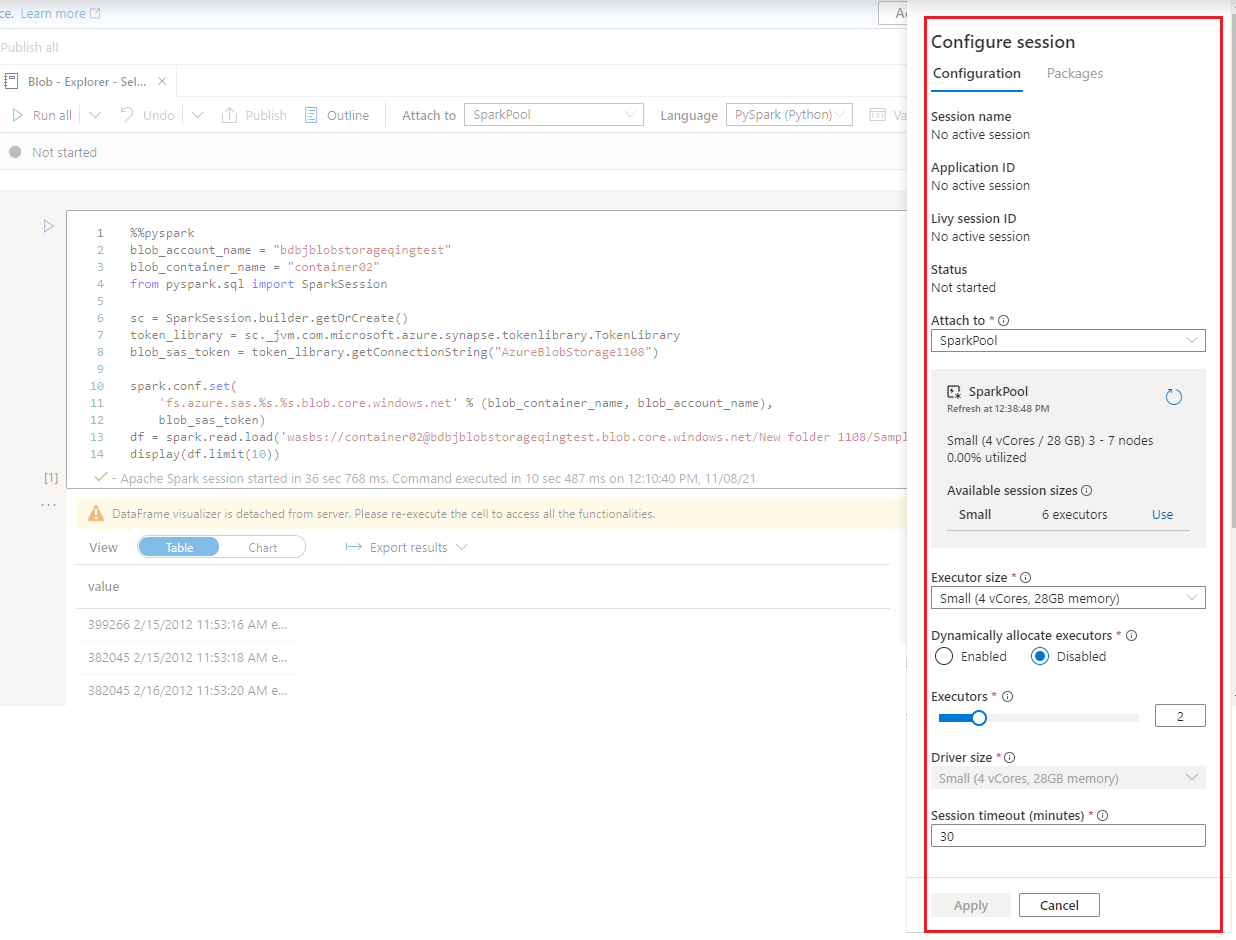 ce. Learn more
Publish all
Blob - Explorer - Sel...
Run all
Undo
Publish
Outline
Attach to
SparkPool
Language
PySpark (Python)
Not started
1 %%pyspark
2 blob_account_name = "bdbjblobstorageqingtest"
3 blob_container_name = "container02"
4 from pyspark.sql import SparkSession
5
6 sc = SparkSession.builder.getOrCreate()
7 token_library = sc._jvm.com.microsoft.azure.synapse.tokenlibrary.TokenLibrary
8 blob_sas_token = token_library.getConnectionString("AzureBlobStorage1108")
9
10 spark.conf.set(
11 'fs.azure.sas.%s.%s.blob.core.windows.net' % (blob_container_name, blob_account_name),
12 blob_sas_token)
13 df = spark.read.load('wasbs://container02@bdbjblobstorageqingtest.blob.core.windows.net/New folder 1108/Sampl
14 display(df.limit(10))
[1] - Apache Spark session started in 36 sec 768 ms. Command executed in 10 sec 487 ms on 12:10:40 PM, 11/08/21
...
DataFrame visualizer is detached from server. Please re-execute the cell to access all the functionalities.
View
Table
Chart
Export results
value
399266 2/15/2012 11:53:16 AM e...
382045 2/15/2012 11:53:18 AM e...
382045 2/16/2012 11:53:20 AM e...
Configure session
Configuration
Packages
Session name
No active session
Application ID
No active session
Livy session ID
No active session
Status
Not started
Attach to *
SparkPool
SparkPool
Refresh at 12:38:48 PM
Small (4 vCores / 28 GB) 3 - 7 nodes
0.00% utilized
Available session sizes
Small 6 executors Use
Executor size *
Small (4 vCores, 28GB memory)
Dynamically allocate executors *
Enabled
Disabled
Executors *
2
Driver size *
Small (4 vCores, 28GB memory)
Session timeout (minutes) *
30
Apply
Cancel